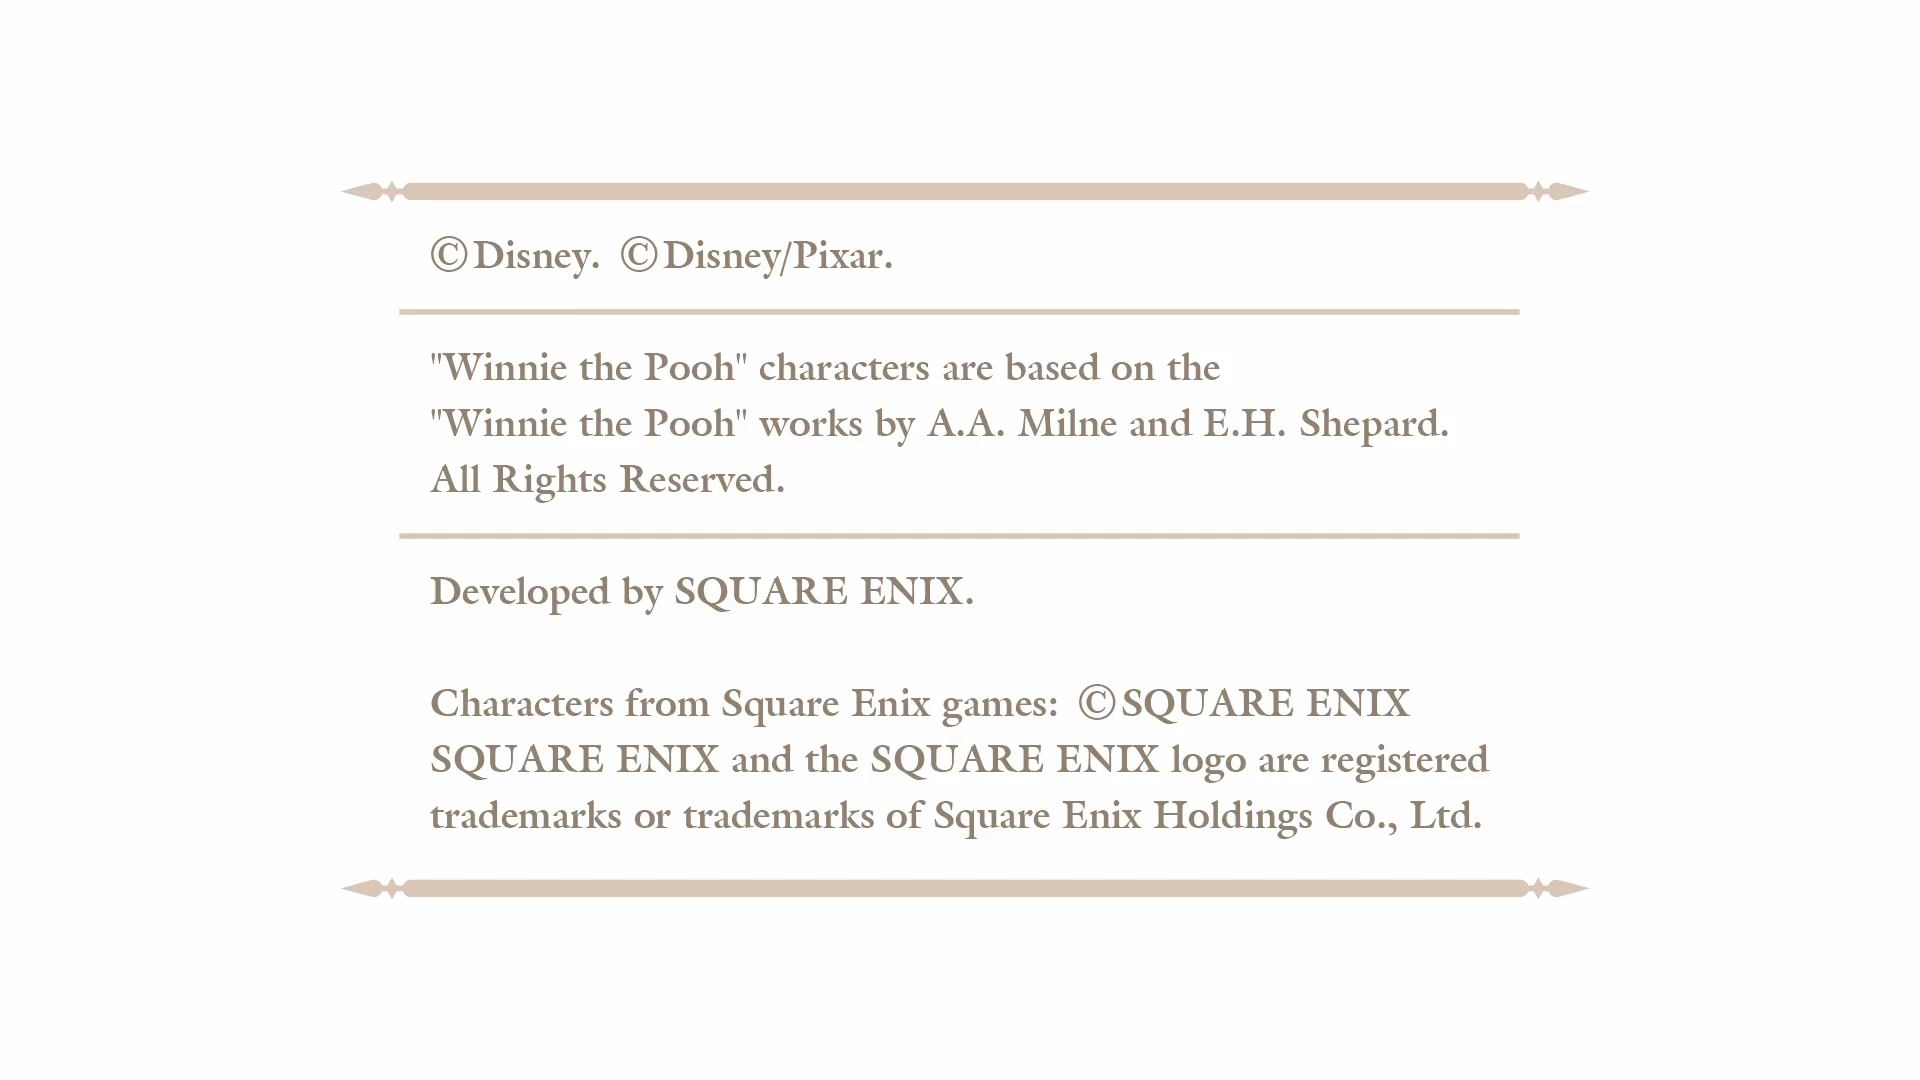 ©Disney. ©Disney/Pixar.
"Winnie the Pooh" characters are based on the
"Winnie the Pooh" works by A.A. Milne and E.H. Shepard.
All Rights Reserved.
Developed by SQUARE ENIX.
Characters from Square Enix games: ©SQUARE ENIX
SQUARE ENIX and the SQUARE ENIX logo are registered
trademarks or trademarks of Square Enix Holdings Co., Ltd.